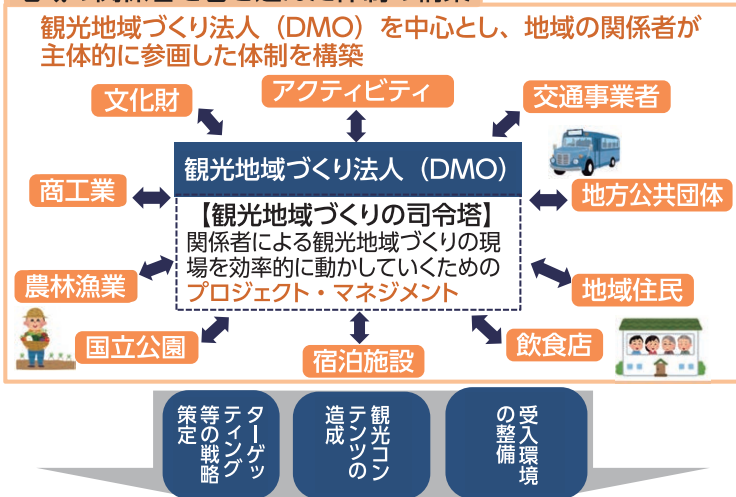 観光地域づくり法人（DMO）を中心とし、地域の関係者が
主体的に参画した体制を構築
文化財
アクティビティ
交通事業者
商工業
観光地域づくり法人（DMO）
地方公共団体
【観光地域づくりの司令塔】
関係者による観光地域づくりの現
場を効率的に動かしていくための
プロジェクト・マネジメント
農林漁業
地域住民
国立公園
宿泊施設
飲食店
ターゲッ
ティング
等の戦略
策定
観光コン
テンツの
造成
受入環境
の整備